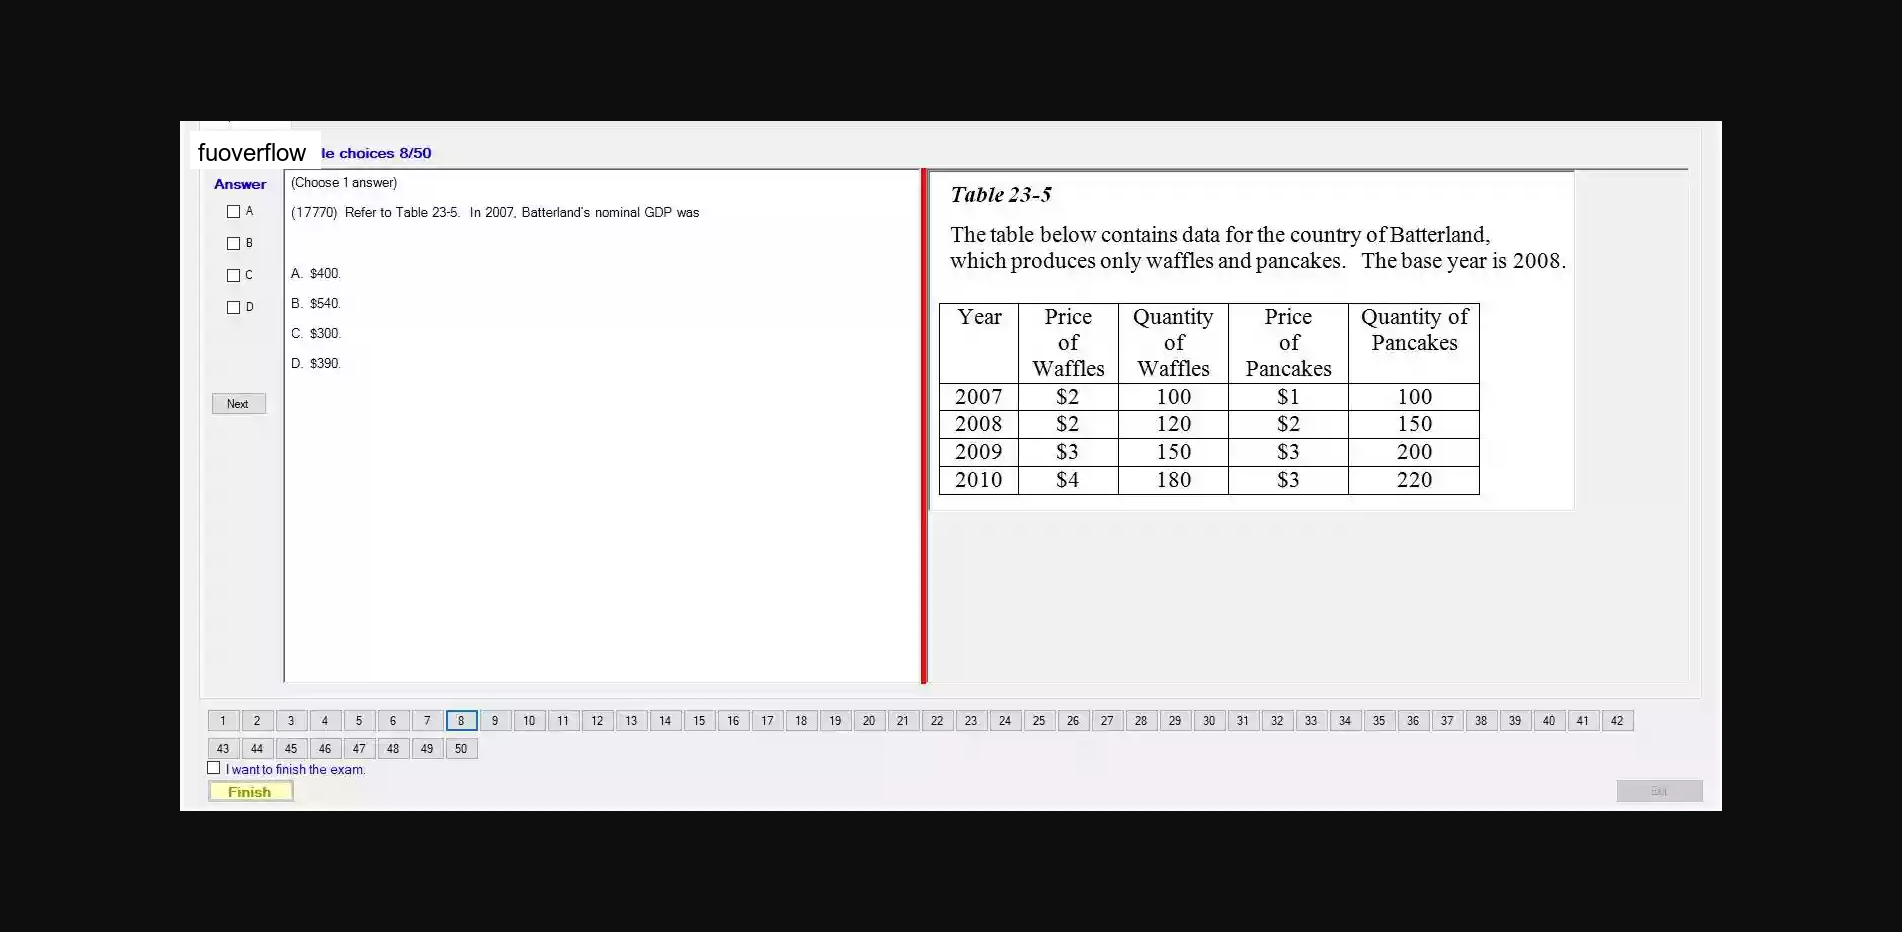 fuoverflow le choices 8/50
Answer
(Choose 1 answer)
A
(17770) Refer to Table 23-5. In 2007, Batterland's nominal GDP was
B
C
D
A. $400.
B. $540.
C. $300.
D. $390.
Next
Table 23-5
The table below contains data for the country of Batterland,
which produces only waffles and pancakes. The base year is 2008.
Year Price of Waffles Quantity of Waffles Price of Pancakes Quantity of Pancakes
2007 $2 100 $1 100
2008 $2 120 $2 150
2009 $3 150 $3 200
2010 $4 180 $3 220
1 2 3 4 5 6 7 8 9 10 11 12 13 14 15 16 17 18 19 20 21 22 23 24 25 26 27 28 29 30 31 32 33 34 35 36 37 38 39 40 41 42
43 44 45 46 47 48 49 50
I want to finish the exam.
Finish